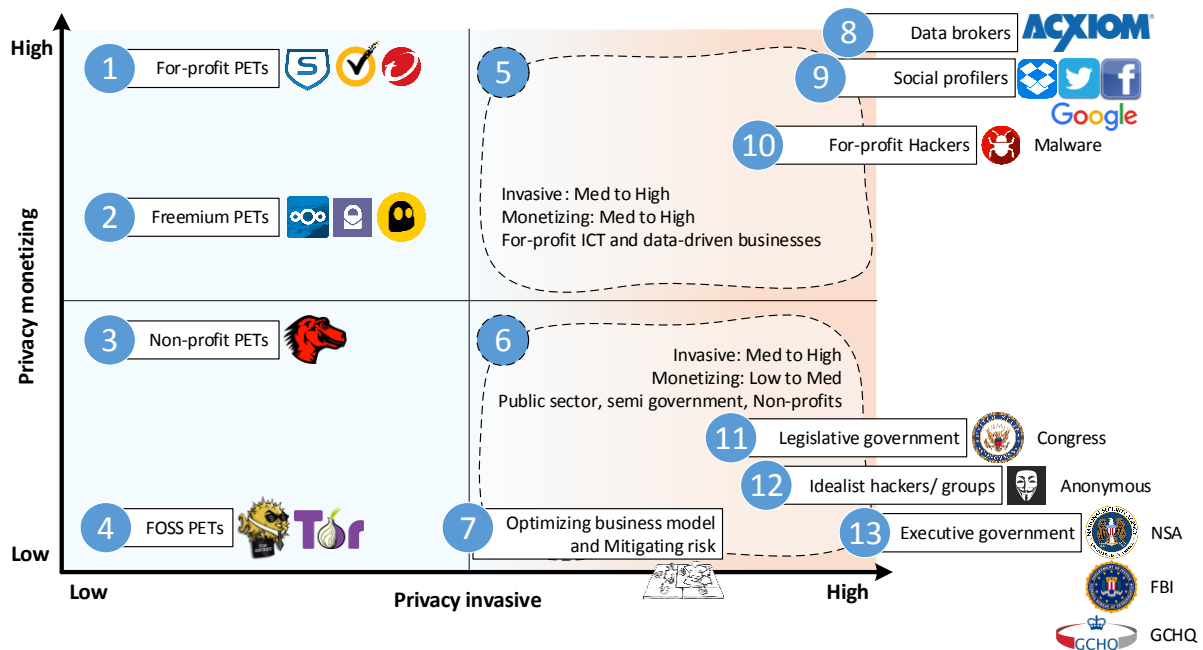 High
Privacy monetizing
Low
1
For-profit PETs
S
2
Freemium PETs
3
Non-profit PETs
4
FOSS PETs
Tor
5
Invasive : Med to High
Monetizing: Med to High
For-profit ICT and data-driven businesses
6
Invasive: Med to High
Monetizing: Low to Med
Public sector, semi government, Non-profits
7
Optimizing business model
and Mitigating risk
8
Data brokers
ACXIOM®
9
Social profilers
f
Google
10
For-profit Hackers
Malware
11
Legislative government
Congress
12
Idealist hackers/ groups
Anonymous
13
Executive government
NSA
FBI
GCHQ
GCHQ
Low
Privacy invasive
High